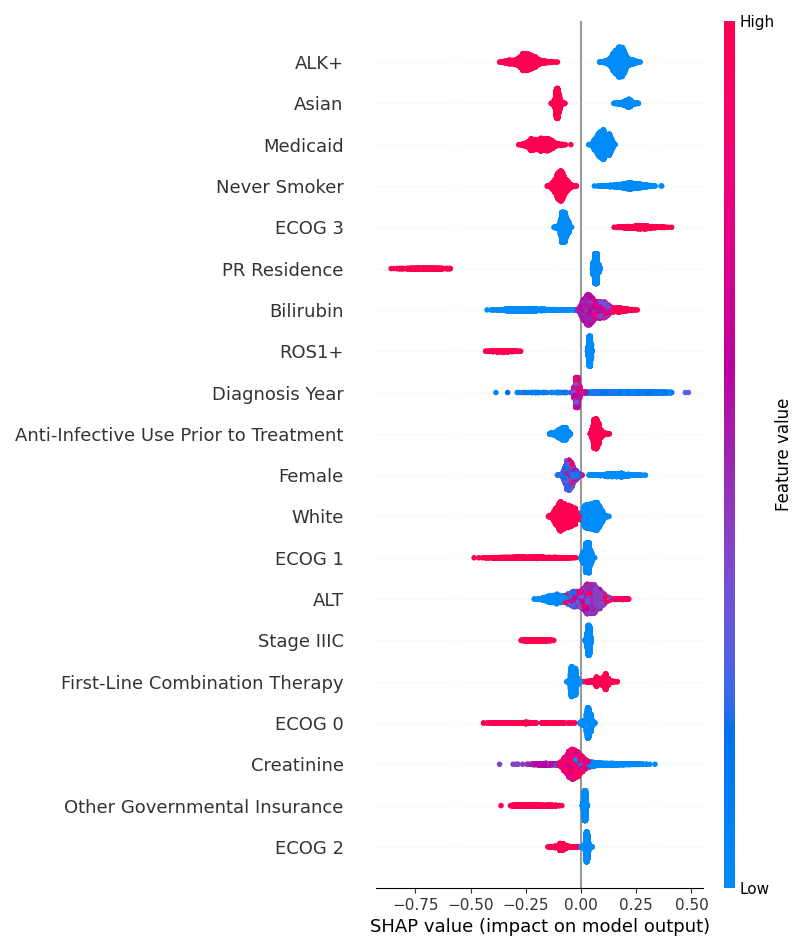 High
ALK+
Asian
Medicaid
Never Smoker
ECOG 3
PR Residence
Bilirubin
ROS1+
Diagnosis Year
Anti-Infective Use Prior to Treatment
Female
White
ECOG 1
ALT
Stage IIIC
First-Line Combination Therapy
ECOG 0
Creatinine
Other Governmental Insurance
ECOG 2
Feature value
Low
−0.75 −0.50 −0.25 0.00 0.25 0.50
SHAP value (impact on model output)